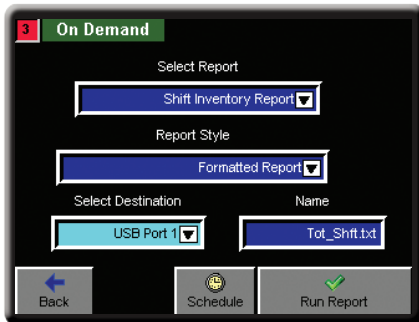 3 On Demand
Select Report
Shift Inventory Report
Report Style
Formatted Report
Select Destination Name
USB Port 1 Tot_Shft.txt
Back Schedule Run Report